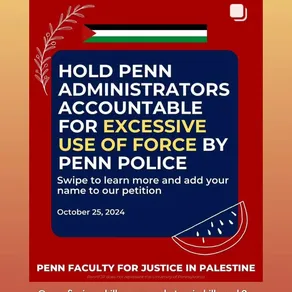 HOLD PENN
ADMINISTRATORS
ACCOUNTABLE
FOR EXCESSIVE
USE OF FORCE BY
PENN POLICE
Swipe to learn more and add your
name to our petition
October 25, 2024
PENN FACULTY FOR JUSTICE IN PALESTINE